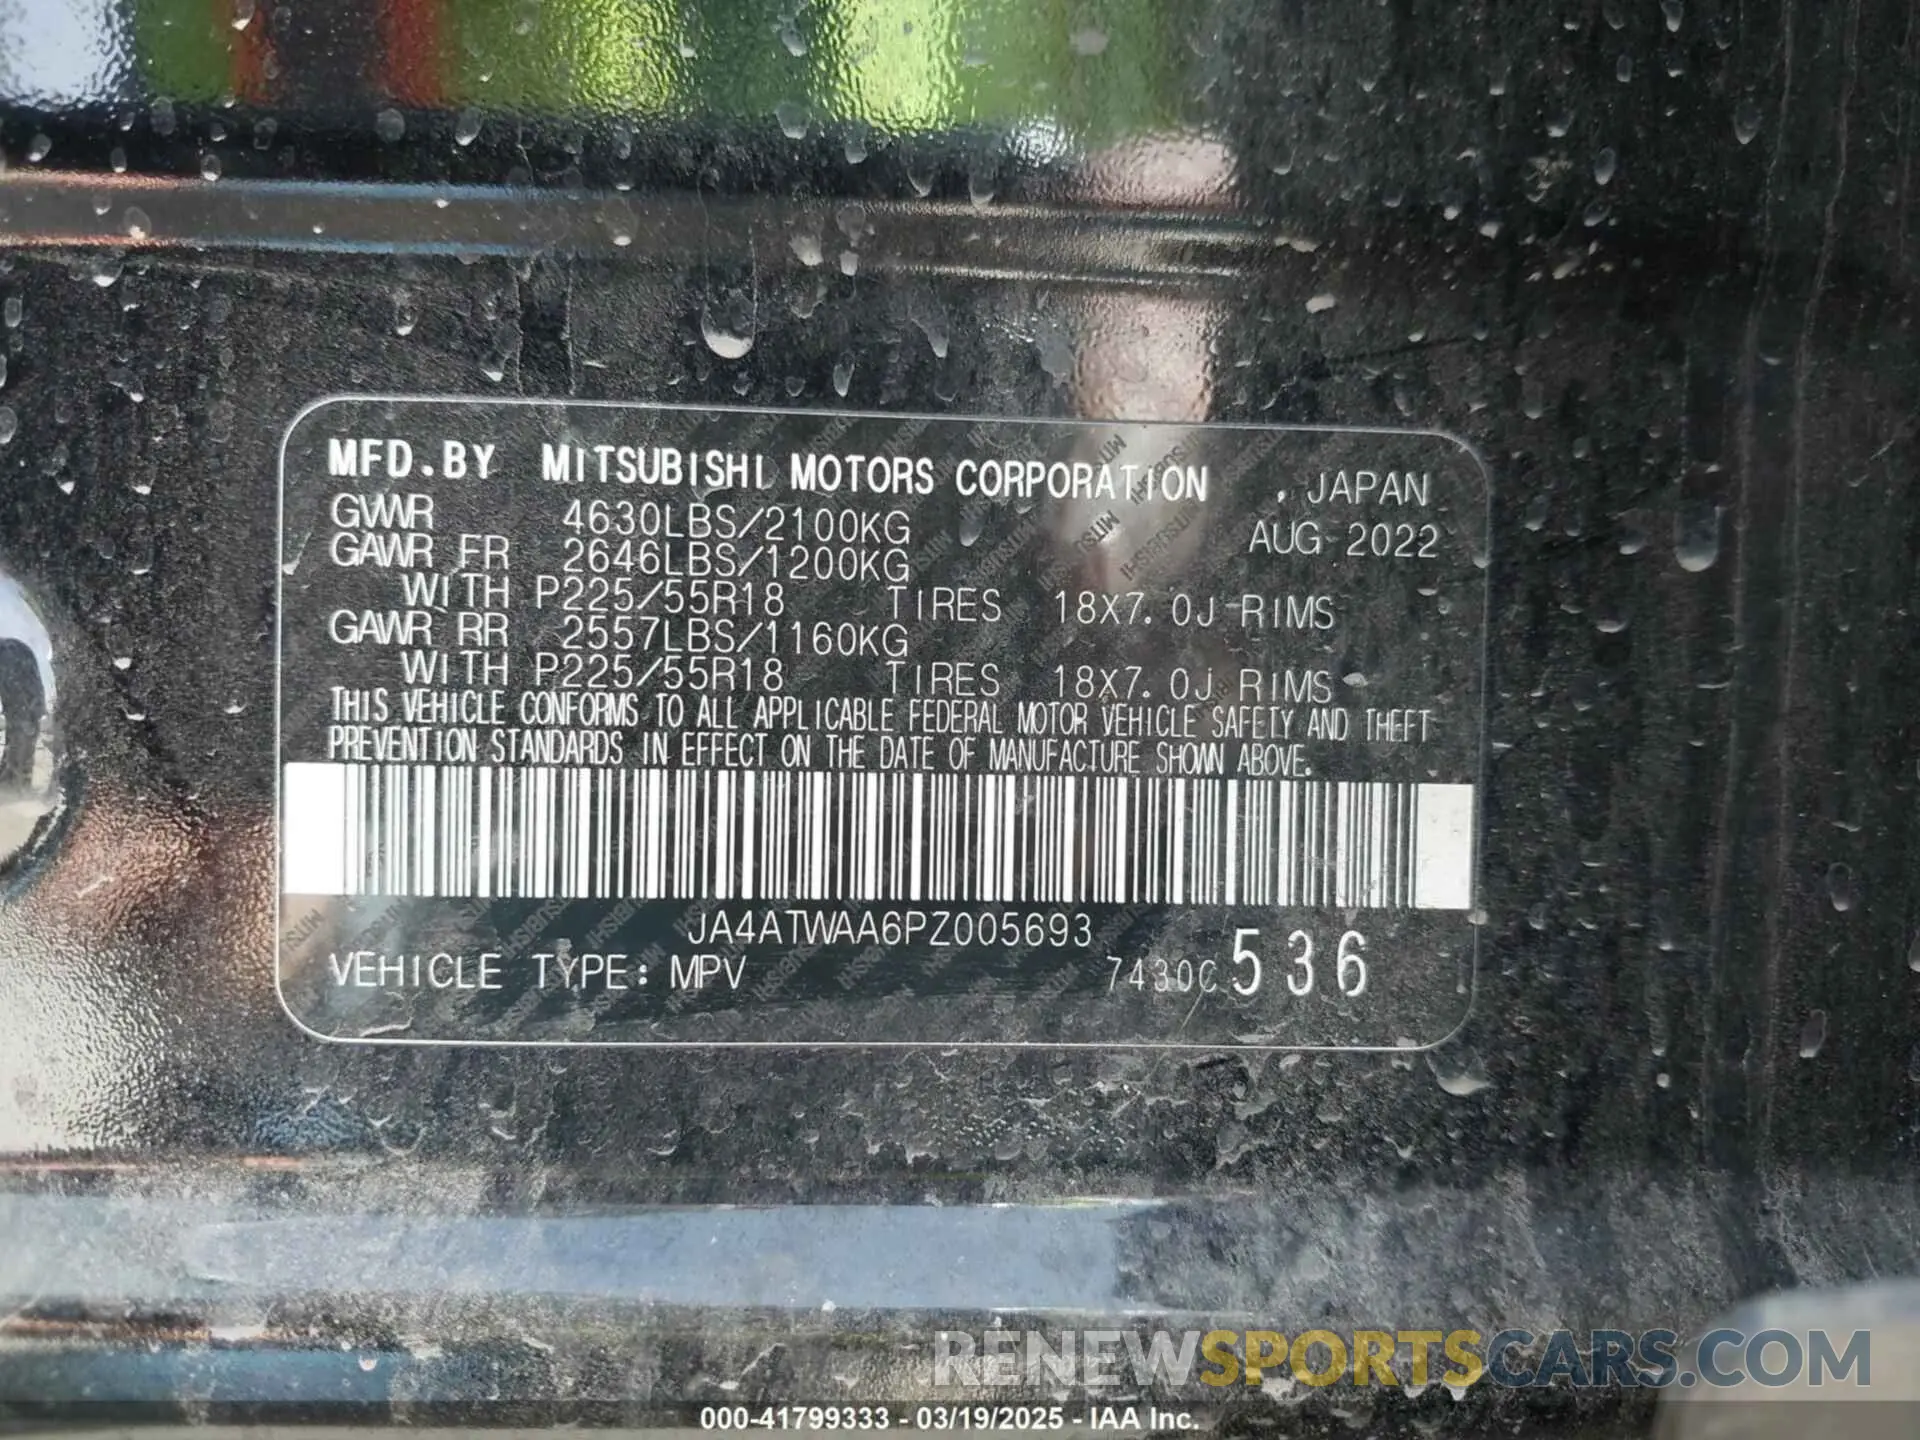 MFD.BY MITSUBISHI MOTORS CORPORATION , JAPAN
GVWR 4630LBS/2100KG AUG 2022
GAWR FR 2646LBS/1200KG
WITH P225/55R18 TIRES 18X7.0J RIMS
GAWR RR 2557LBS/1160KG
WITH P225/55R18 TIRES 18X7.0J RIMS
THIS VEHICLE CONFORMS TO ALL APPLICABLE FEDERAL MOTOR VEHICLE SAFETY AND THEFT
PREVENTION STANDARDS IN EFFECT ON THE DATE OF MANUFACTURE SHOWN ABOVE.
JA4ATWAA6PZ005693
VEHICLE TYPE: MPV 7430C 536
RENEWSPORTSCARS.COM
000-41799333 - 03/19/2025 - IAA Inc.